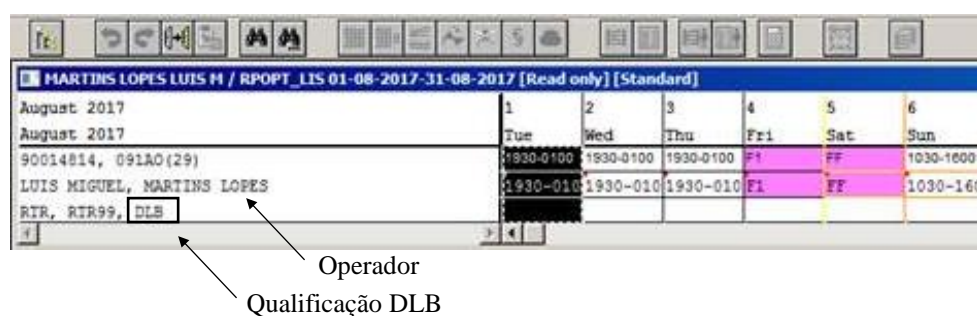 MARTINS LOPES LUIS M / RPOPT_LIS 01-08-2017-31-08-2017 [Read only] [Standard]
August 2017 1 2 3 4 5 6
August 2017 Tue Wed Thu Fri Sat Sun
90014814, 091AO(29) 1930-0100 1930-0100 1930-0100 F1 FF 1030-1600
LUIS MIGUEL, MARTINS LOPES 1930-010 1930-010 1930-010 F1 FF 1030-160
RTR, RTR99, DLB
Operador
Qualificação DLB